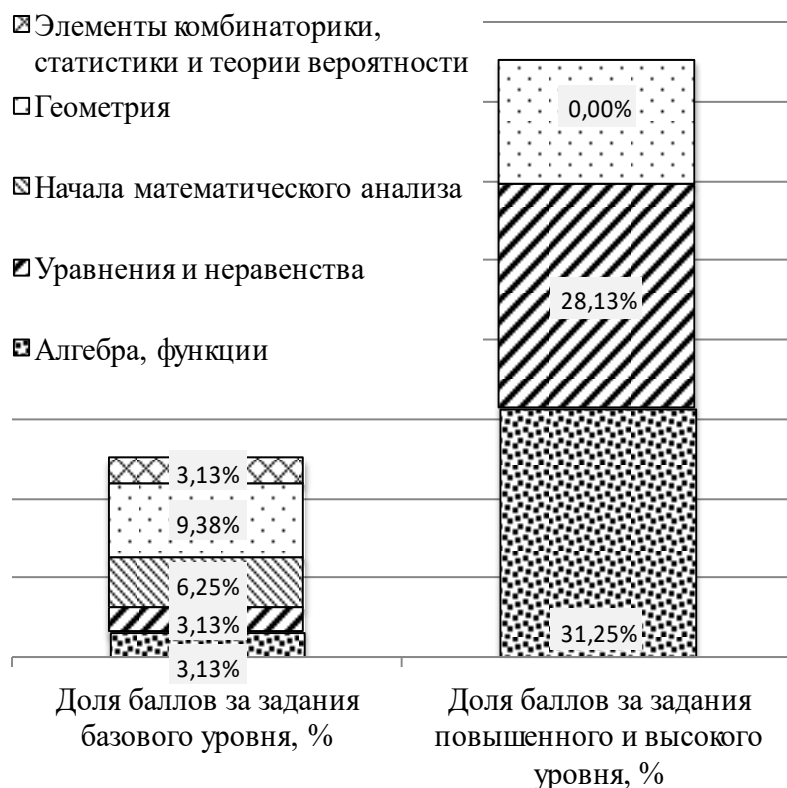 Элементы комбинаторики,
статистики и теории вероятности
Геометрия
Начала математического анализа
Уравнения и неравенства
Алгебра, функции
3,13%
9,38%
6,25%
3,13%
3,13%
0,00%
28,13%
31,25%
Доля баллов за задания
базового уровня, %
Доля баллов за задания
повышенного и высокого
уровня, %